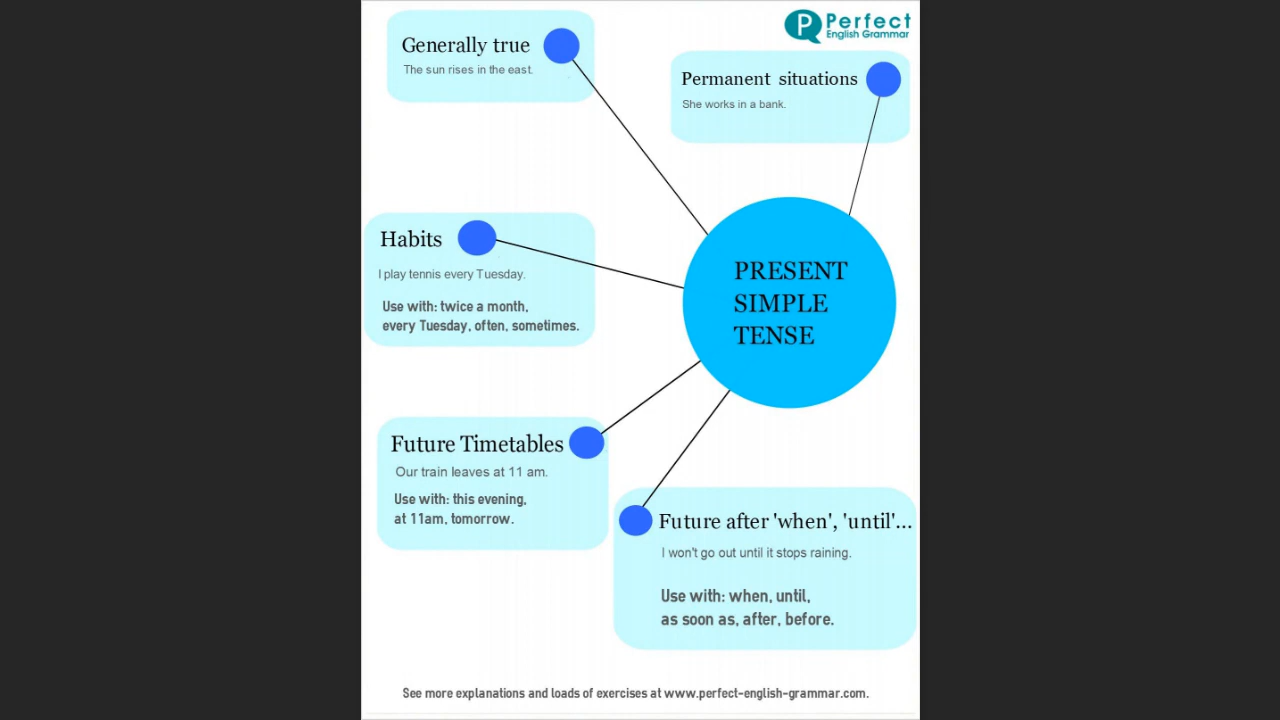 Perfect
English Grammar
Generally true
The sun rises in the east.
Permanent situations
She works in a bank.
Habits
I play tennis every Tuesday.
Use with: twice a month,
every Tuesday, often, sometimes.
PRESENT
SIMPLE
TENSE
Future Timetables
Our train leaves at 11 am.
Use with: this evening,
at 11am, tomorrow.
Future after 'when', 'until'...
I won't go out until it stops raining.
Use with: when, until,
as soon as, after, before.
See more explanations and loads of exercises at www.perfect-english-grammar.com.